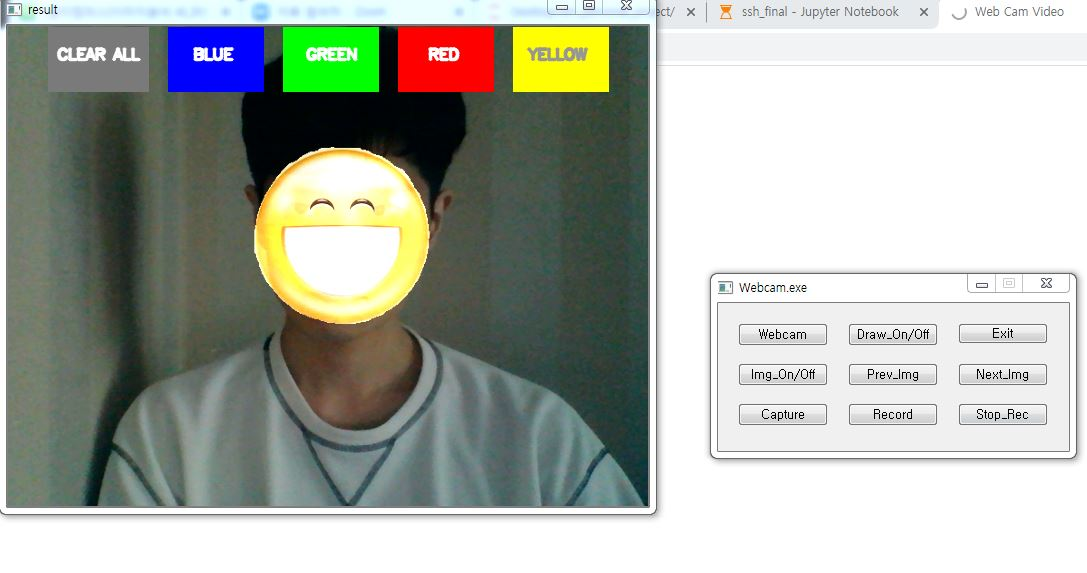 result
ect/
ssh_final - Jupyter Notebook
Web Cam Video
CLEAR ALL
BLUE
GREEN
RED
YELLOW
Webcam.exe
Webcam Draw_On/Off Exit
Img_On/Off Prev_Img Next_Img
Capture Record Stop_Rec